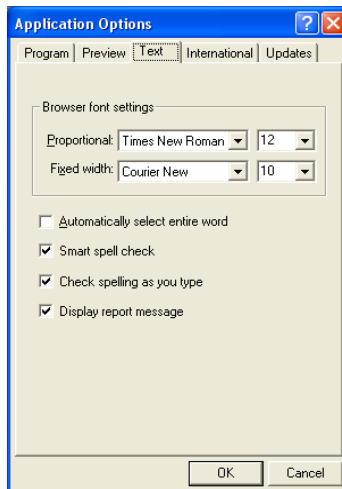 Application Options
Program Preview Text International Updates
Browser font settings
Proportional: Times New Roman 12
Fixed width: Courier New 10
Automatically select entire word
Smart spell check
Check spelling as you type
Display report message
OK Cancel